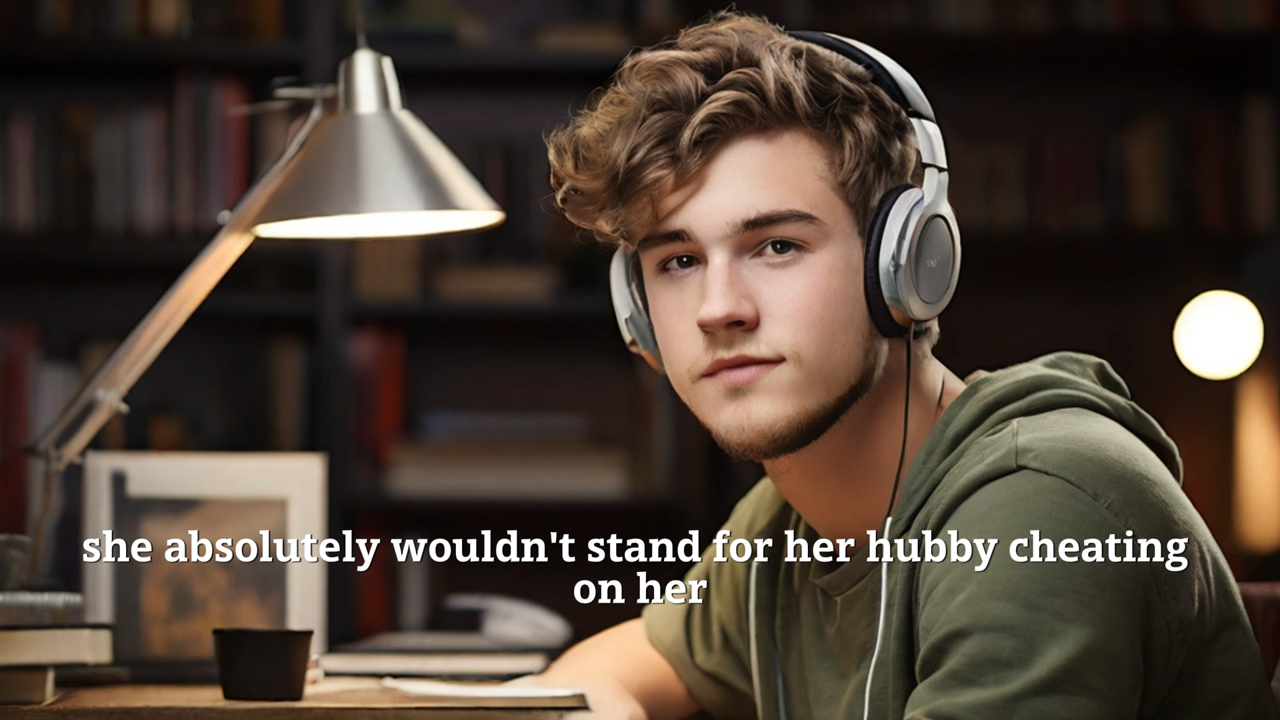 she absolutely wouldn't stand for her hubby cheating
on her